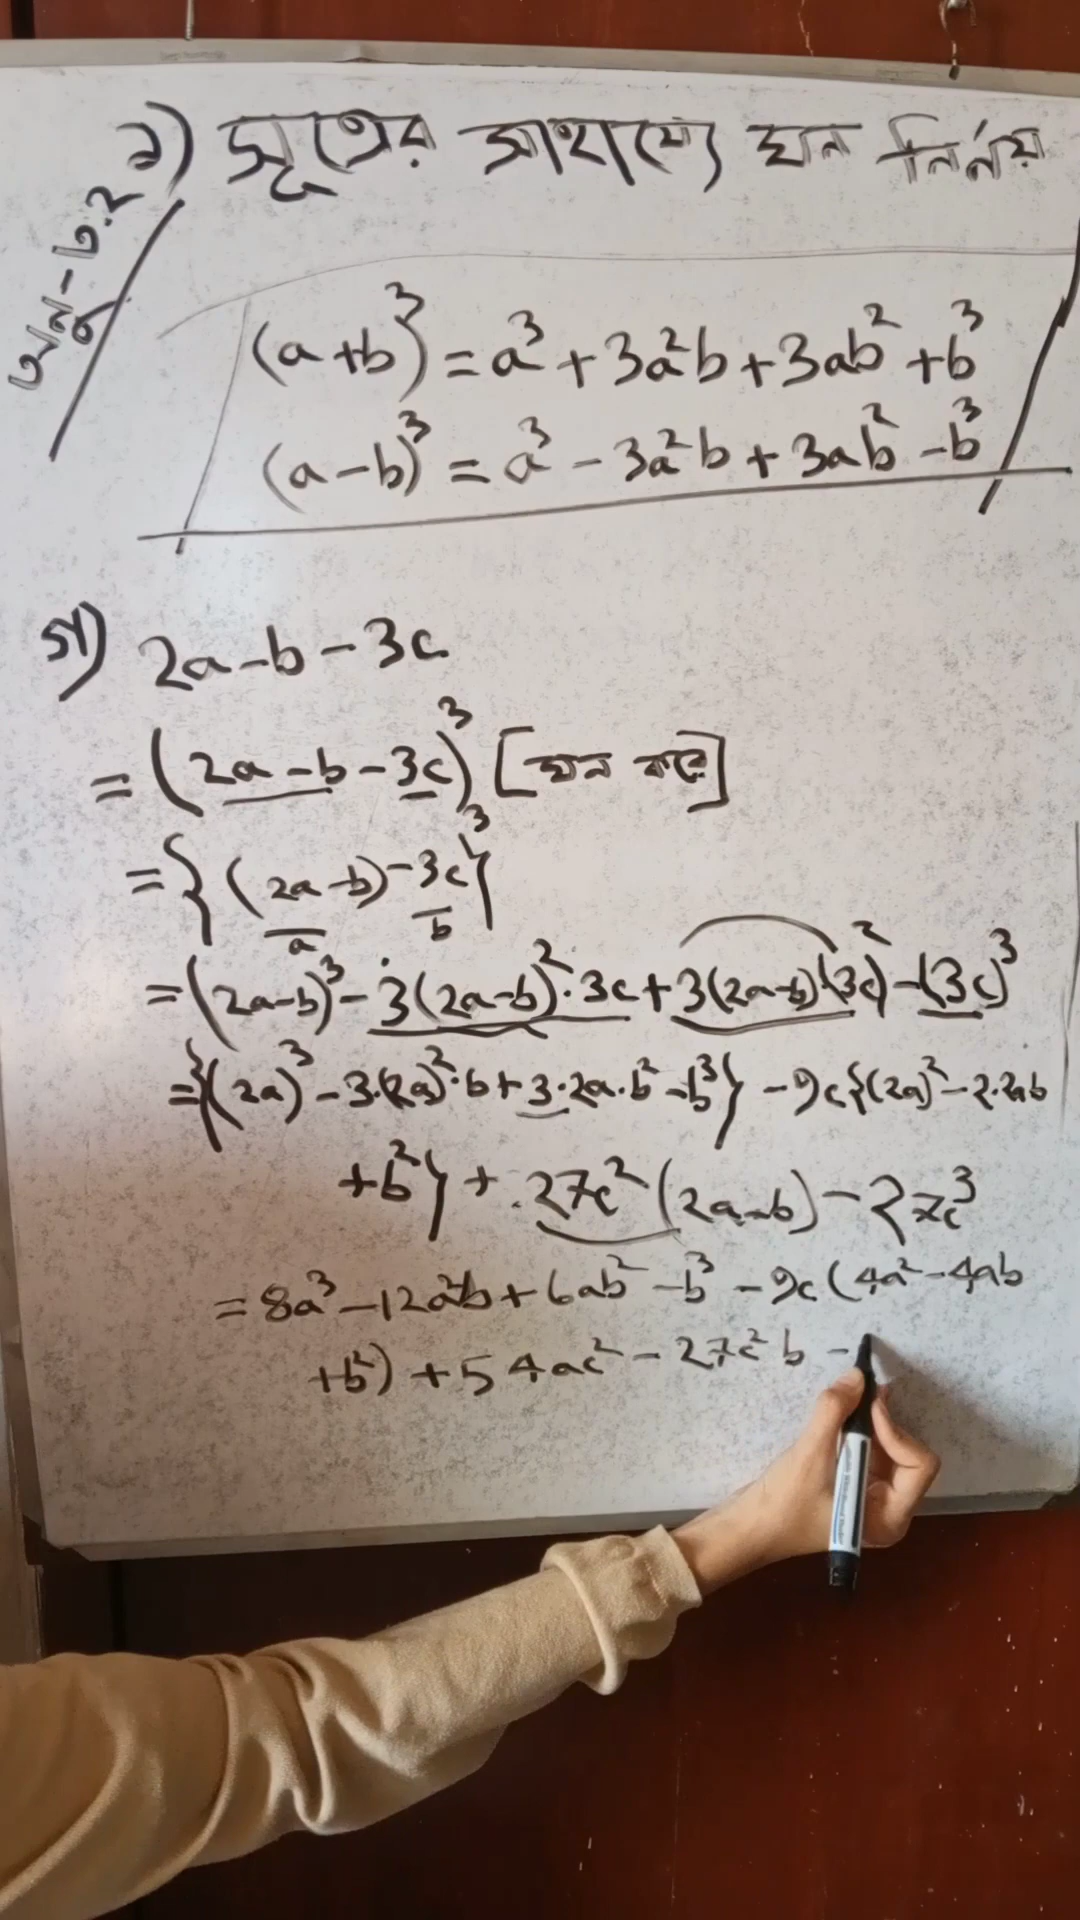 ১) সূত্রের সাহায্যে ঘন নির্নয়
অনু-৮.২
(a+b)³ = a³ + 3a²b + 3ab² + b³
(a-b)³ = a³ - 3a²b + 3ab² - b³
গ) 2a-b-3c
= (2a-b-3c)³ [ঘন করে]
= {(2a-b)-3c}³
a b
= (2a-b)³ - 3(2a-b)²·3c + 3(2a-b)(3c)² - (3c)³
= {(2a)³ - 3·(2a)²·b + 3·2a·b² - b³} - 9c{(2a)² - 2·2ab
+b²} + 27c²(2a-b) - 27c³
= 8a³ - 12a²b + 6ab² - b³ - 9c(4a² - 4ab
+b²) + 54ac² - 27c²b -